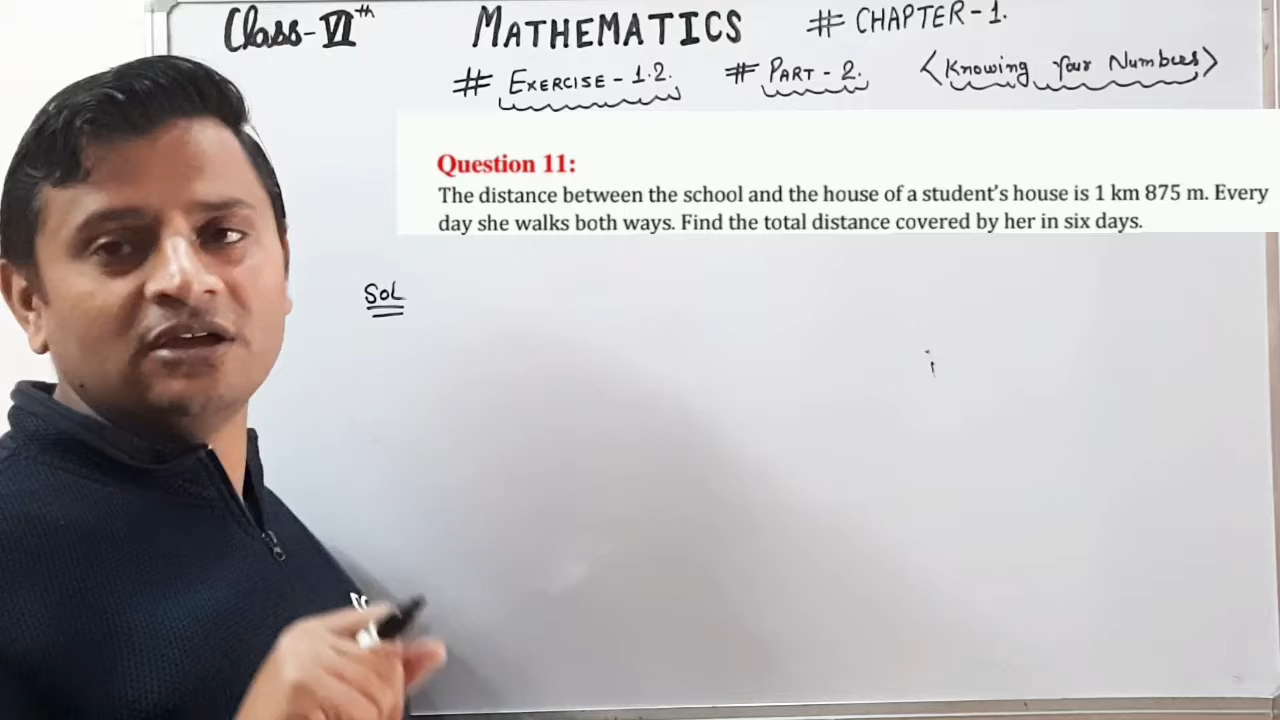 Class-VIth MATHEMATICS # CHAPTER-1.
# EXERCISE-1.2. # PART-2. <Knowing Your Numbers>
Question 11:
The distance between the school and the house of a student's house is 1 km 875 m. Every
day she walks both ways. Find the total distance covered by her in six days.
SOL